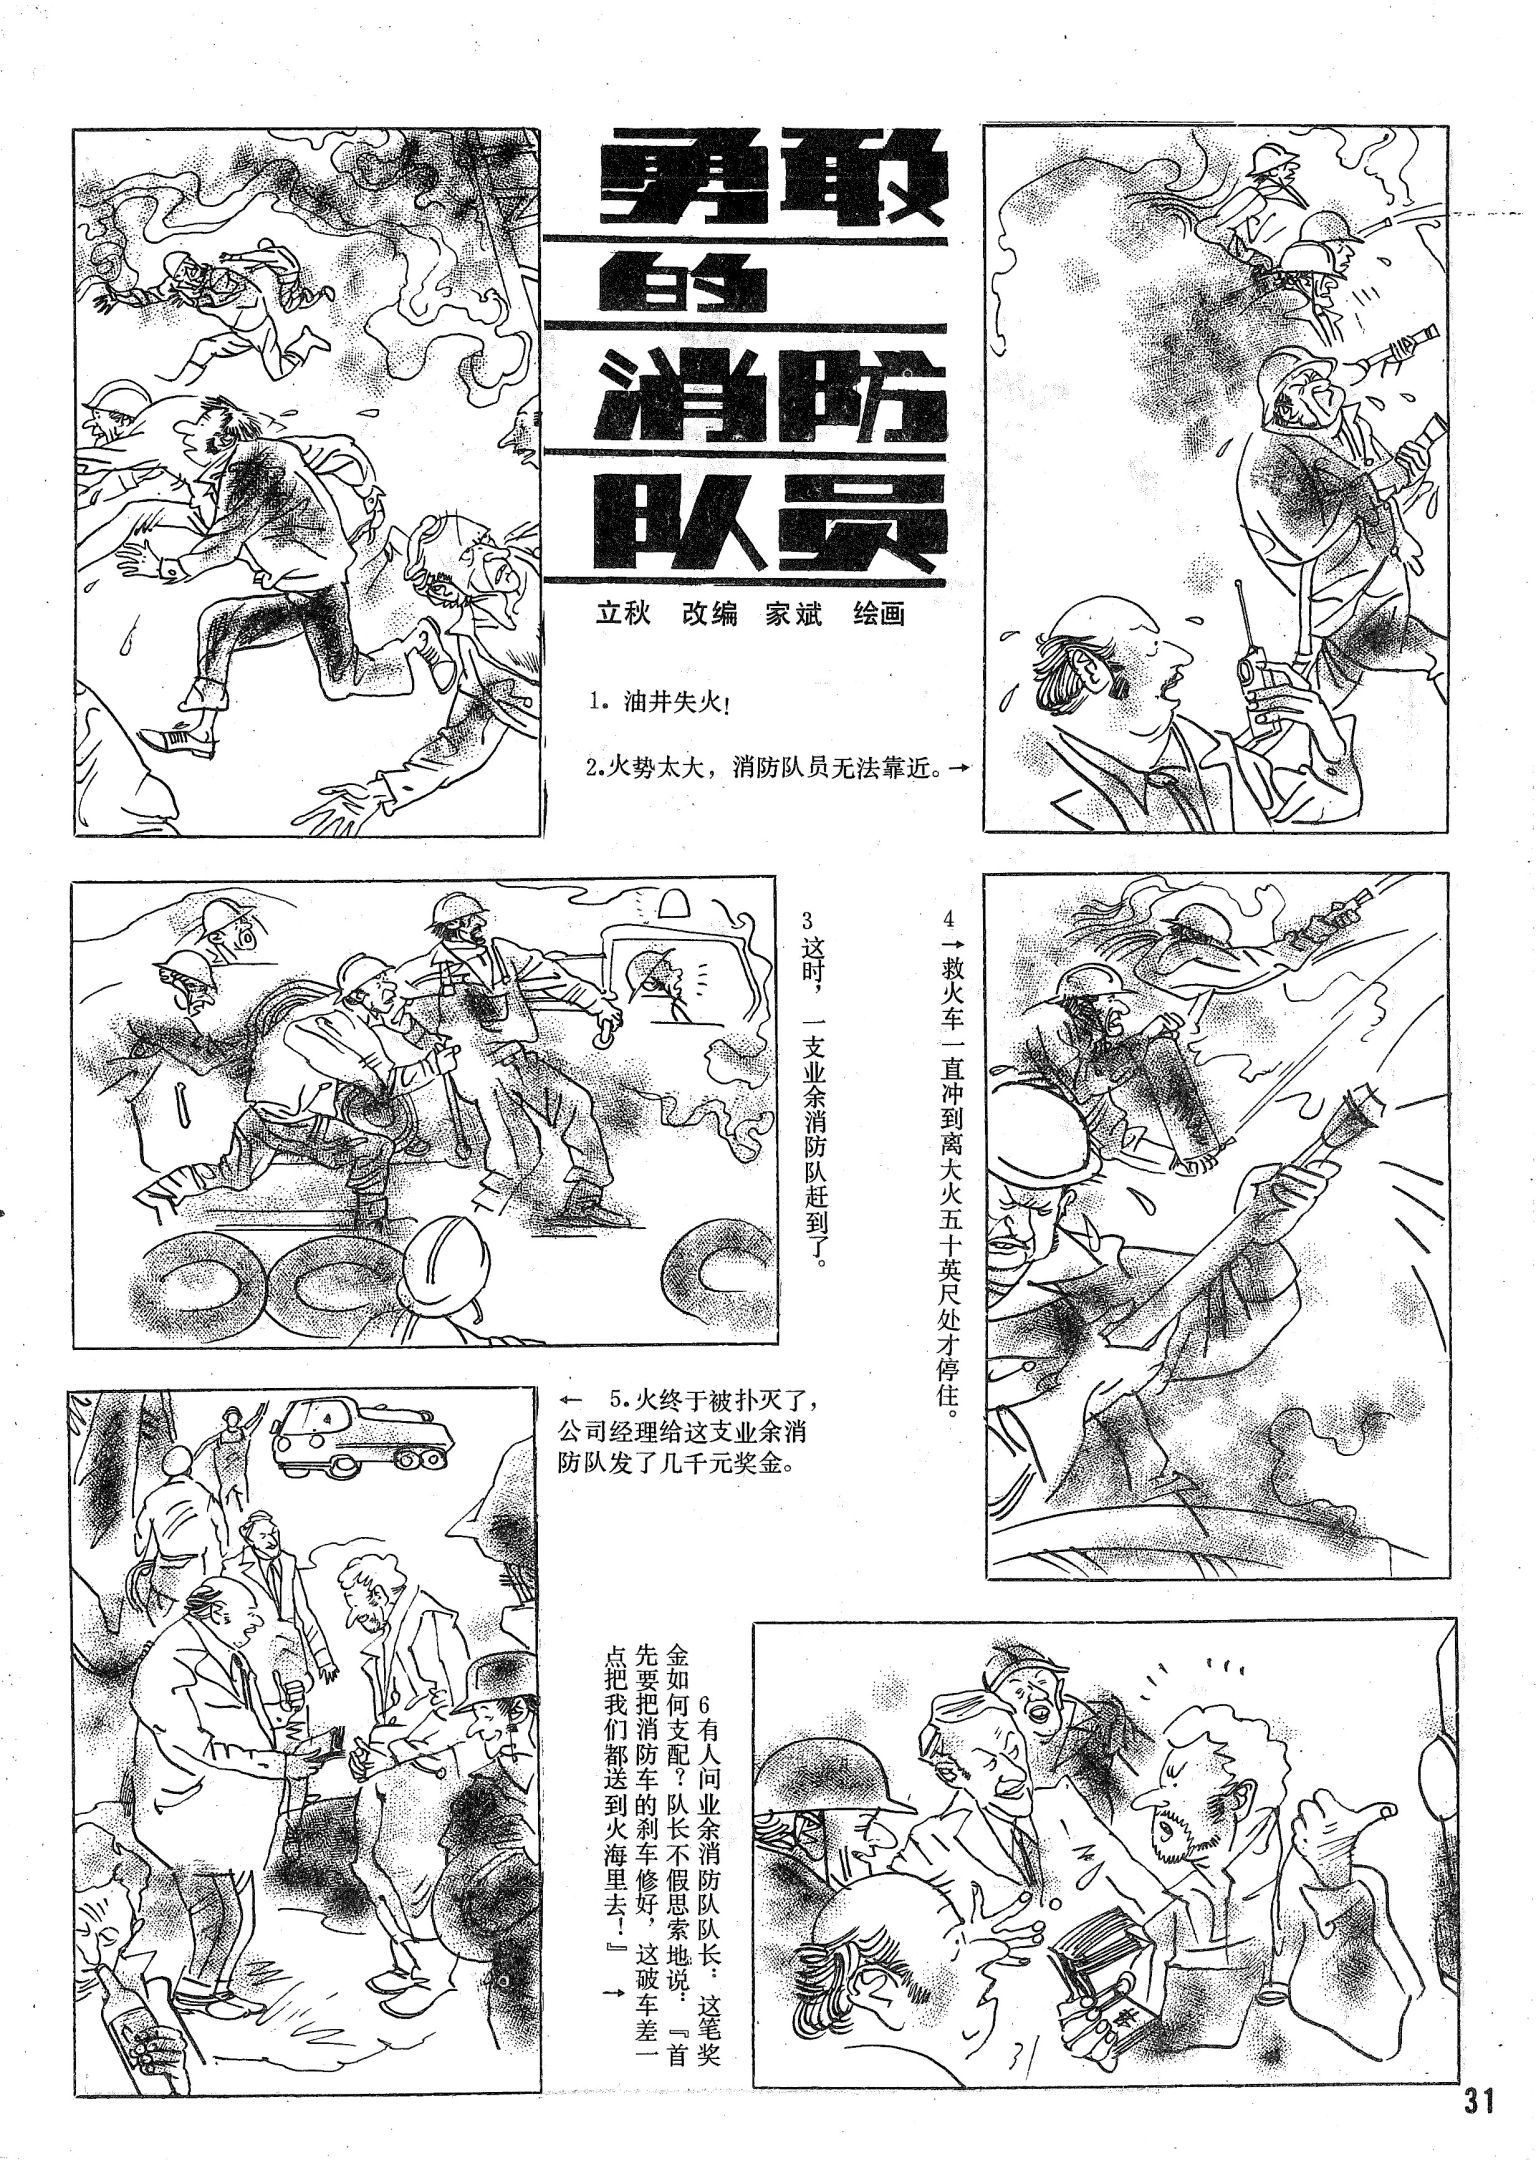 勇敢
的
消防
队员
立秋 改编 家斌 绘画
1. 油井失火!
2.火势太大，消防队员无法靠近。→
3这时，一支业余消防队赶到了。
4→救火车一直冲到离大火五十英尺处才停住。
← 5.火终于被扑灭了，
公司经理给这支业余消
防队发了几千元奖金。
6有人问业余消防队队长：这笔奖
金如何支配？队长不假思索地说：『首
先要把消防车的刹车修好，这破车差一
点把我们都送到火海里去！』→
31